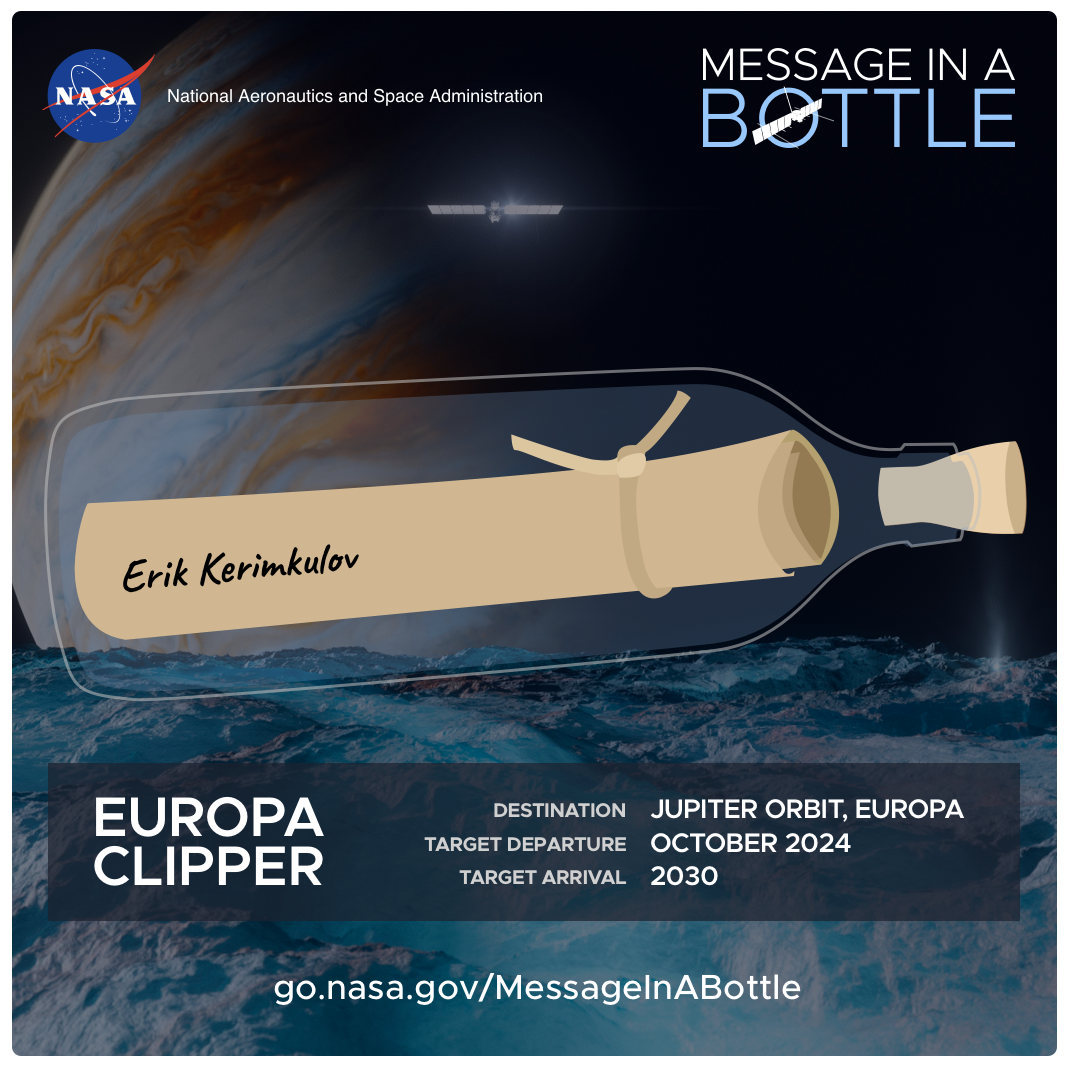 NASA
National Aeronautics and Space Administration
MESSAGE IN A
BOTTLE
Erik Kerimkulov
EUROPA
CLIPPER
DESTINATION JUPITER ORBIT, EUROPA
TARGET DEPARTURE OCTOBER 2024
TARGET ARRIVAL 2030
go.nasa.gov/MessageInABottle